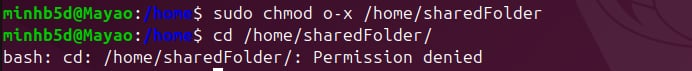 minhb5d@Mayao:/home$ sudo chmod o-x /home/sharedFolder
minhb5d@Mayao:/home$ cd /home/sharedFolder/
bash: cd: /home/sharedFolder/: Permission denied